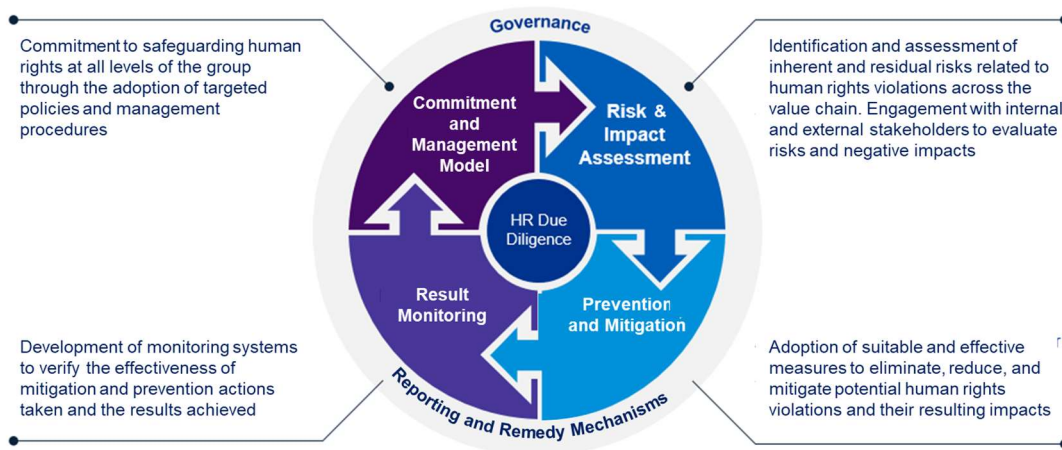 Governance
Commitment to safeguarding human
rights at all levels of the group
through the adoption of targeted
policies and management
procedures
Commitment
and
Management
Model
Risk &
Impact
Assessment
Identification and assessment of
inherent and residual risks related to
human rights violations across the
value chain. Engagement with internal
and external stakeholders to evaluate
risks and negative impacts
HR Due
Diligence
Result
Monitoring
Prevention
and Mitigation
Development of monitoring systems
to verify the effectiveness of
mitigation and prevention actions
taken and the results achieved
Adoption of suitable and effective
measures to eliminate, reduce, and
mitigate potential human rights
violations and their resulting impacts
Reporting and Remedy Mechanisms